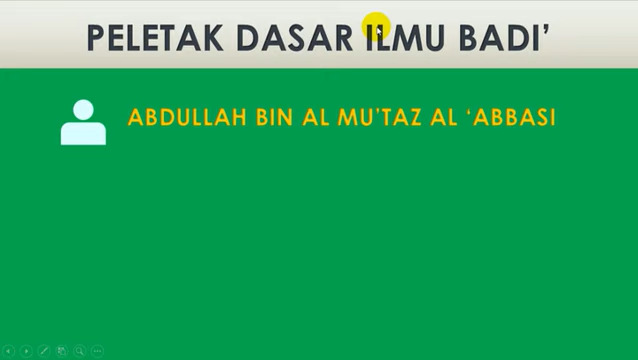 PELETAK DASAR ILMU BADI’
ABDULLAH BIN AL MU’TAZ AL ‘ABBASI